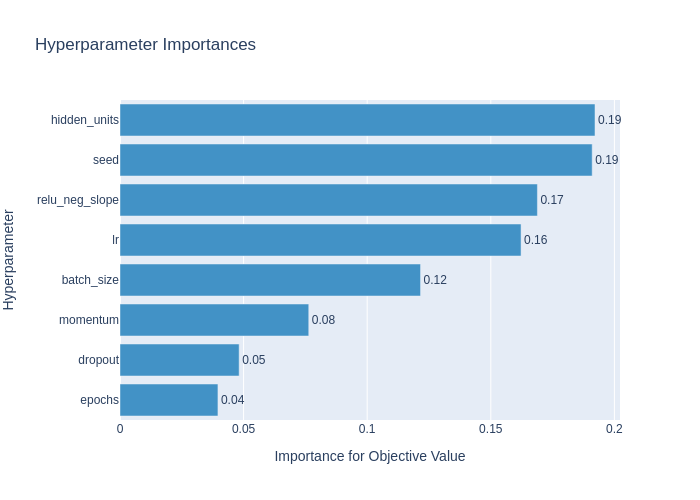 Hyperparameter Importances
Hyperparameter
hidden_units 0.19
seed 0.19
relu_neg_slope 0.17
lr 0.16
batch_size 0.12
momentum 0.08
dropout 0.05
epochs 0.04
0 0.05 0.1 0.15 0.2
Importance for Objective Value